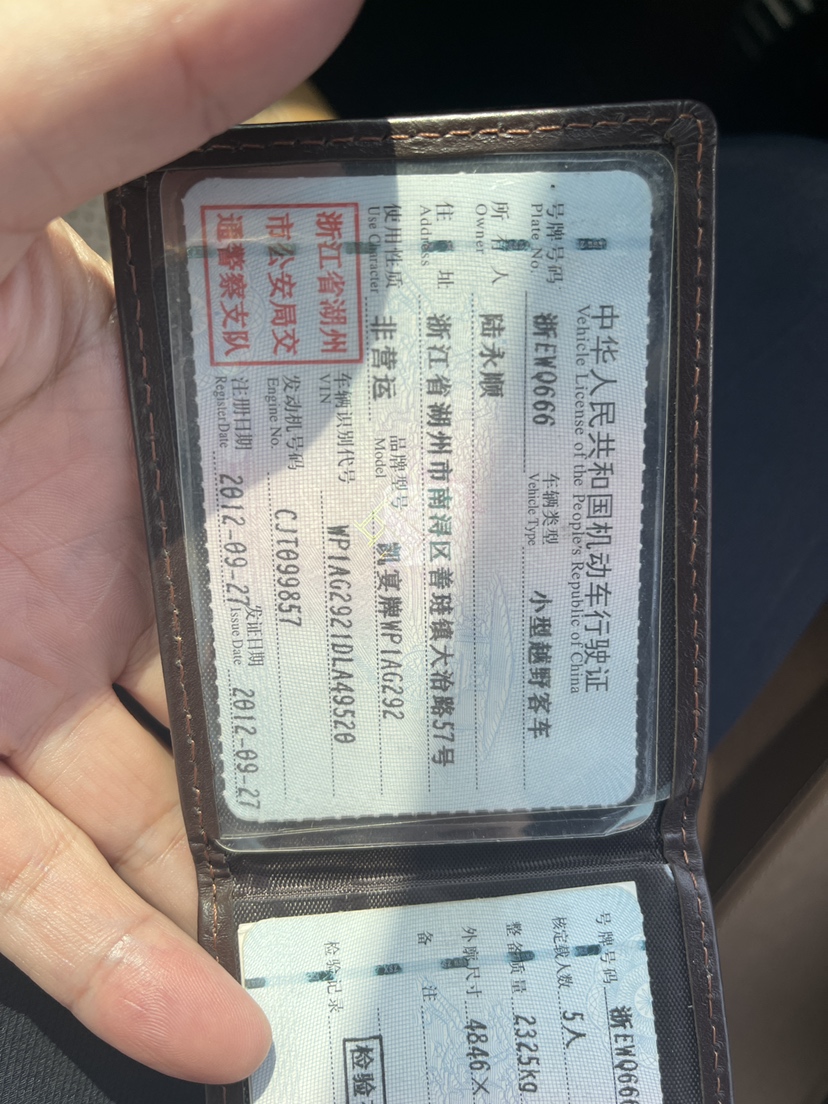 中华人民共和国机动车行驶证
Vehicle License of the People's Republic of China
号牌号码 浙EWQ666 车辆类型 小型越野客车
Plate No. Vehicle Type
所有人 陆永顺
Owner
住址 浙江省湖州市南浔区善琏镇大治路57号
Address
使用性质 非营运 品牌型号 凯宴牌WP1AG292
Use Character Model
浙江省湖州
市公安局交
通警察支队
车辆识别代号 WP1AG2921DLA49520
VIN
发动机号码 CJT099857
Engine No.
注册日期 2012-09-27 发证日期 2012-09-27
Register Date Issue Date
号牌号码 浙EWQ666
核定载人数 5人
整备质量 2325kg
外廓尺寸 4846×
备注
检验记录
检验